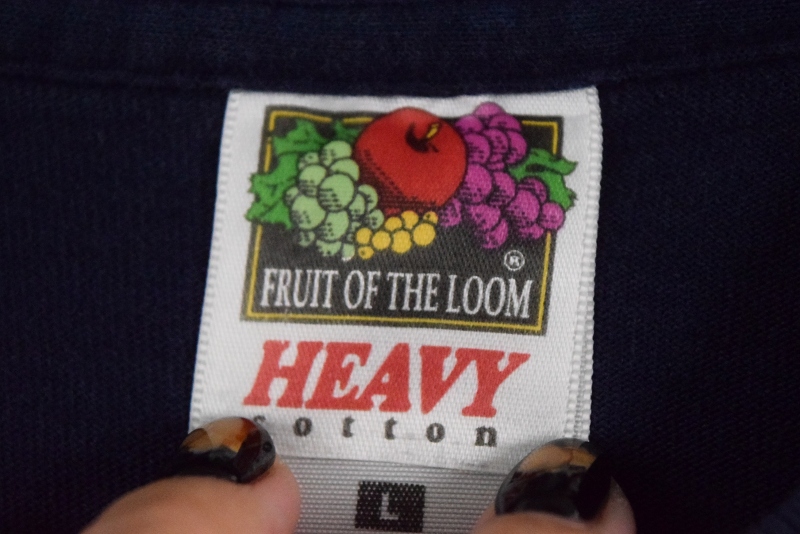 ®
FRUIT OF THE LOOM
HEAVY
cotton
L